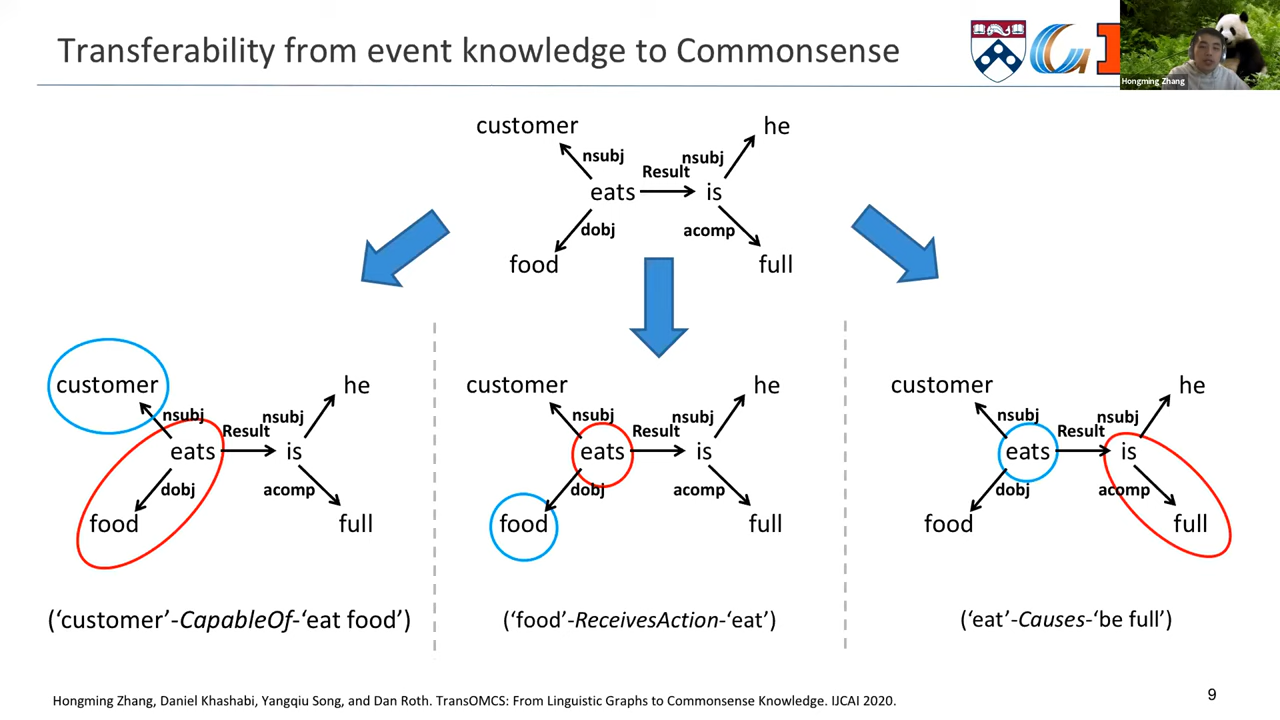 Transferability from event knowledge to Commonsense
Hongming Zhang
customer
he
nsubj
nsubj
Result
eats
is
dobj
acomp
food
full
customer
he
nsubj
nsubj
Result
eats
is
dobj
acomp
food
full
('customer'-CapableOf-'eat food')
customer
he
nsubj
nsubj
Result
eats
is
dobj
acomp
food
full
('food'-ReceivesAction-'eat')
customer
he
nsubj
nsubj
Result
eats
is
dobj
acomp
food
full
('eat'-Causes-'be full')
Hongming Zhang, Daniel Khashabi, Yangqiu Song, and Dan Roth. TransOMCS: From Linguistic Graphs to Commonsense Knowledge. IJCAI 2020.
9